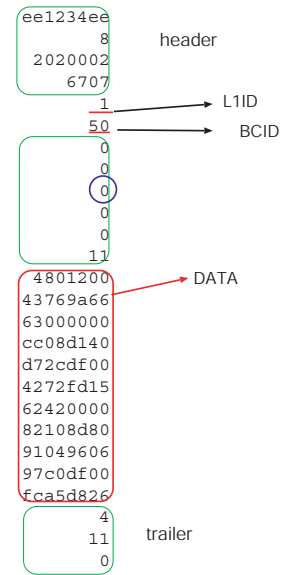 ee1234ee
8
header
2020002
6707
1
L1ID
50
BCID
0
0
0
0
0
11
4801200
DATA
43769a66
63000000
cc08d140
d72cdf00
4272fd15
62420000
82108d80
91049606
97c0df00
fca5d826
4
11
trailer
0